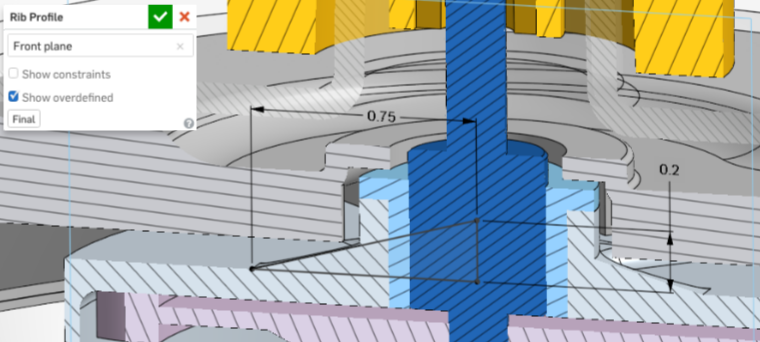 Rib Profile
Front plane
Show constraints
Show overdefined
Final
0.75
0.2